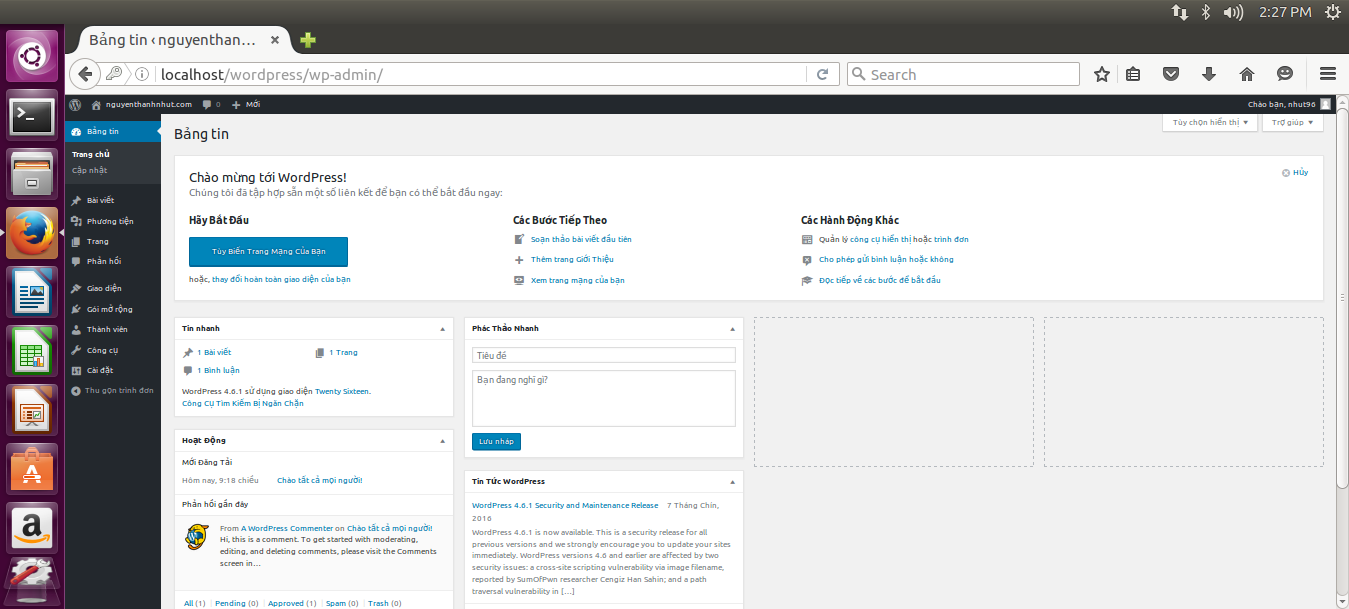 2:27 PM
Bảng tin ‹ nguyenthan...
localhost/wordpress/wp-admin/
Search
nguyenthanhnhut.com 0 Mới
Chào bạn, nhut96
Bảng tin
Trang chủ
Cập nhật
Bài viết
Phương tiện
Trang
Phản hồi
Giao diện
Gói mở rộng
Thành viên
Công cụ
Cài đặt
Thu gọn trình đơn
Bảng tin
Tùy chọn hiển thị
Trợ giúp
Chào mừng tới WordPress!
Hủy
Chúng tôi đã tập hợp sẵn một số liên kết để bạn có thể bắt đầu ngay:
Hãy Bắt Đầu
Tùy Biến Trang Mạng Của Bạn
hoặc, thay đổi hoàn toàn giao diện của bạn
Các Bước Tiếp Theo
Soạn thảo bài viết đầu tiên
Thêm trang Giới Thiệu
Xem trang mạng của bạn
Các Hành Động Khác
Quản lý công cụ hiển thị hoặc trình đơn
Cho phép gửi bình luận hoặc không
Đọc tiếp về các bước để bắt đầu
Tin nhanh
1 Bài viết
1 Trang
1 Bình luận
WordPress 4.6.1 sử dụng giao diện Twenty Sixteen.
Công Cụ Tìm Kiếm Bị Ngăn Chặn
Hoạt Động
Mới Đăng Tải
Hôm nay, 9:18 chiều Chào tất cả mọi người!
Phản hồi gần đây
From A WordPress Commenter on Chào tất cả mọi người!
Hi, this is a comment. To get started with moderating,
editing, and deleting comments, please visit the Comments
screen in...
All (1) | Pending (0) | Approved (1) | Spam (0) | Trash (0)
Phác Thảo Nhanh
Tiêu đề
Bạn đang nghĩ gì?
Lưu nháp
Tin Tức WordPress
WordPress 4.6.1 Security and Maintenance Release 7 Tháng Chín,
2016
WordPress 4.6.1 is now available. This is a security release for all
previous versions and we strongly encourage you to update your sites
immediately. WordPress versions 4.6 and earlier are affected by two
security issues: a cross-site scripting vulnerability via image filename,
reported by SumOfPwn researcher Cengiz Han Sahin; and a path
traversal vulnerability in […]